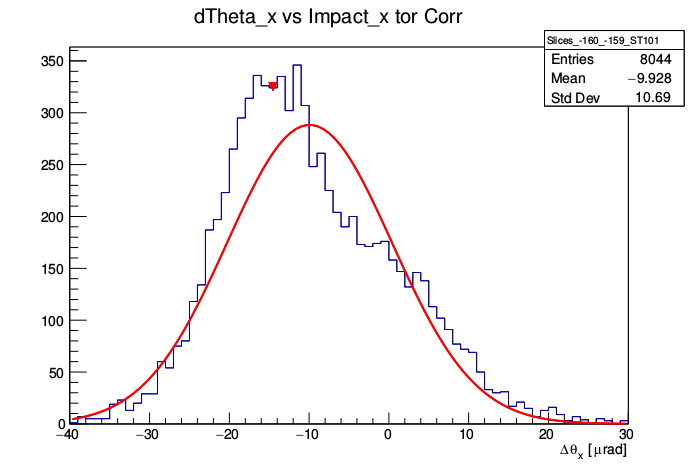 dTheta_x vs Impact_x tor Corr
Slices_-160_-159_ST101
Entries 8044
Mean −9.928
Std Dev 10.69
350
300
250
200
150
100
50
0
−40 −30 −20 −10 0 10 20 30
Δθx [μrad]